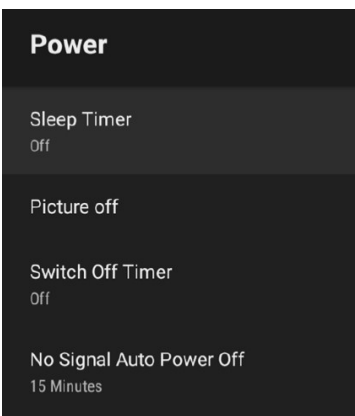 Power
Sleep Timer
Off
Picture off
Switch Off Timer
Off
No Signal Auto Power Off
15 Minutes